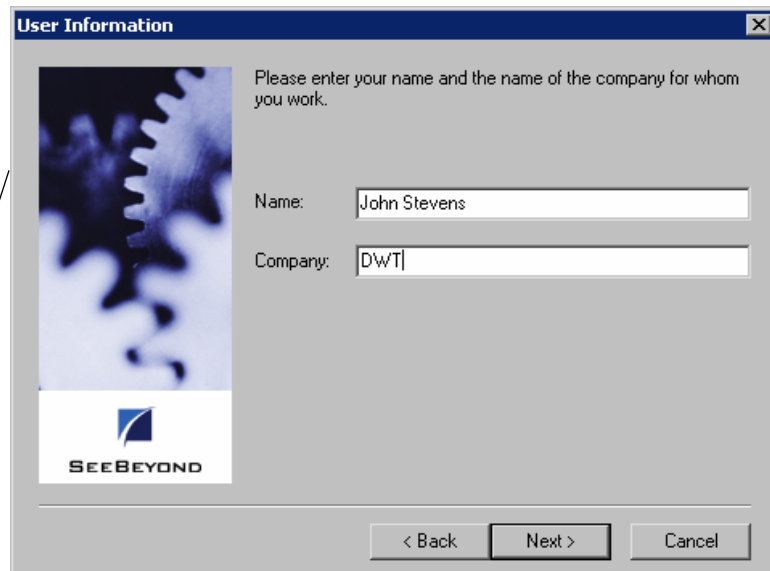 User Information
Please enter your name and the name of the company for whom
you work.
Name:
John Stevens
Company:
DWT
SEEBEYOND
< Back
Next >
Cancel